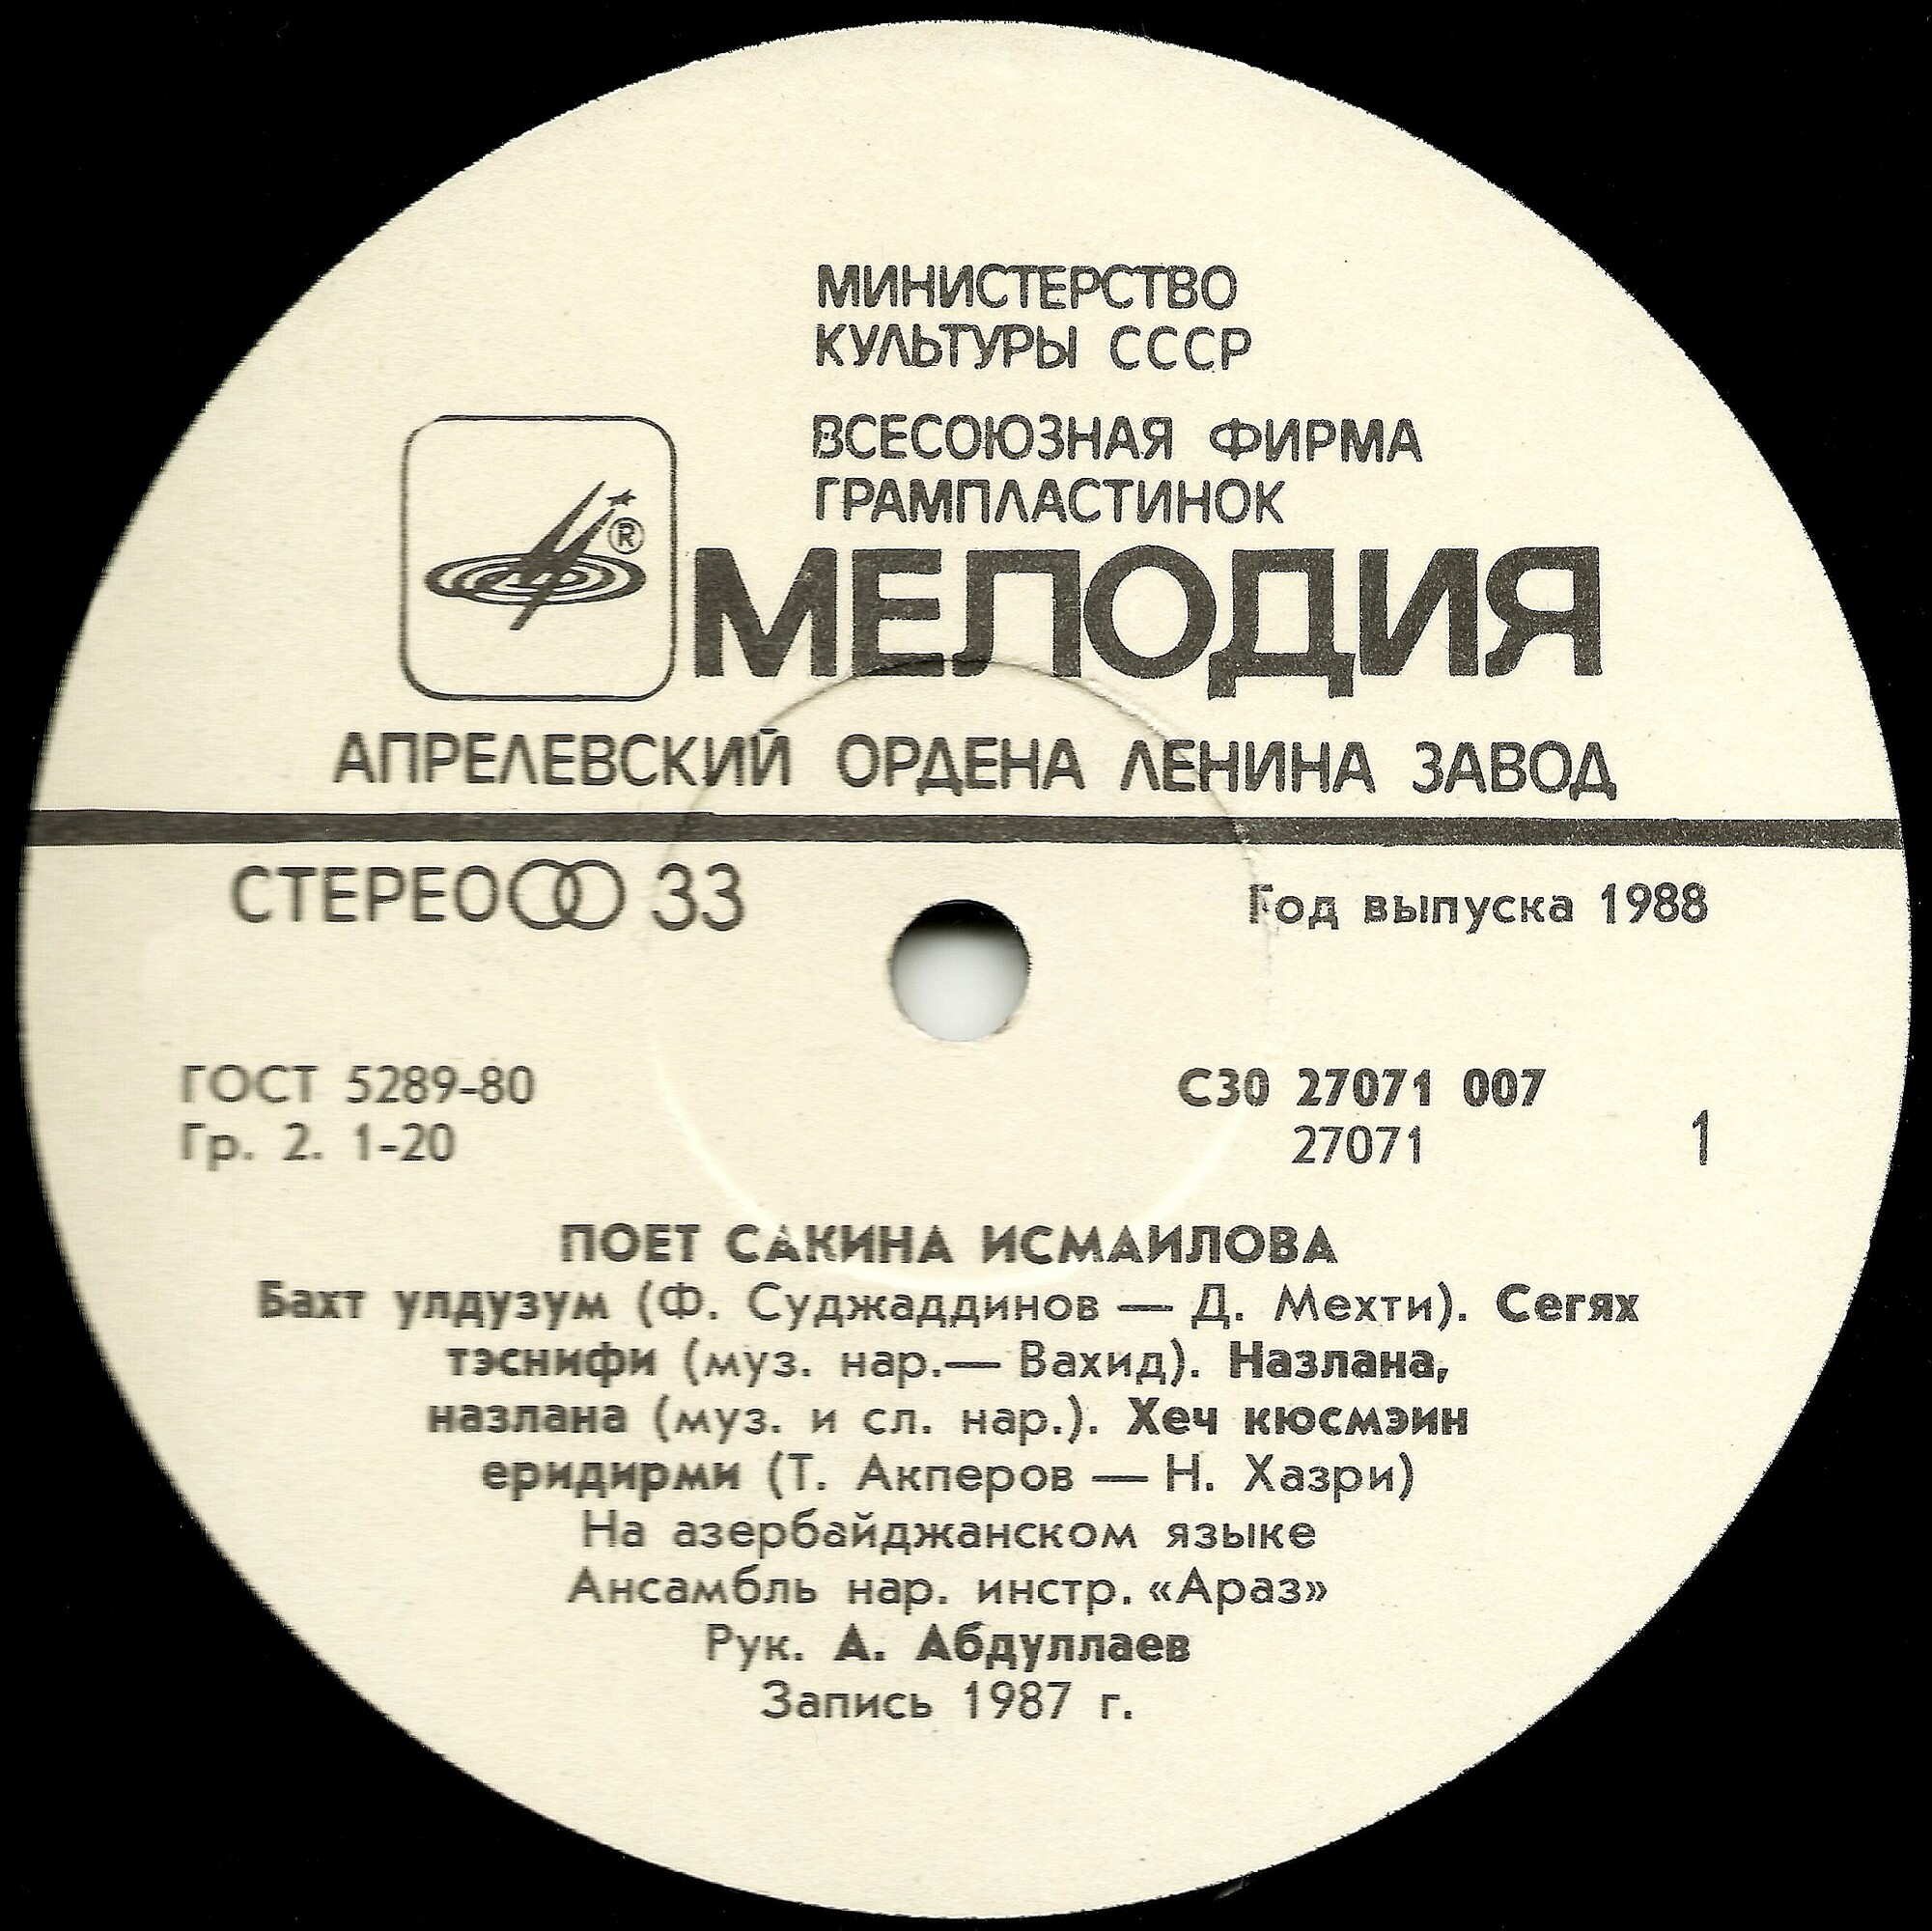 МИНИСТЕРСТВО
КУЛЬТУРЫ СССР
ВСЕСОЮЗНАЯ ФИРМА
ГРАМПЛАСТИНОК
®
МЕЛОДИЯ
АПРЕЛЕВСКИЙ ОРДЕНА ЛЕНИНА ЗАВОД
СТЕРЕО 33
Год выпуска 1988
ГОСТ 5289-80
Гр. 2. 1-20
С30 27071 007
27071
1
ПОЕТ САКИНА ИСМАИЛОВА
Бахт улдузум (Ф. Суджаддинов — Д. Мехти). Сегях
тэснифи (муз. нар.— Вахид). Назлана,
назлана (муз. и сл. нар.). Хеч кюсмэин
еридирми (Т. Акперов — Н. Хазри)
На азербайджанском языке
Ансамбль нар. инстр. «Араз»
Рук. А. Абдуллаев
Запись 1987 г.